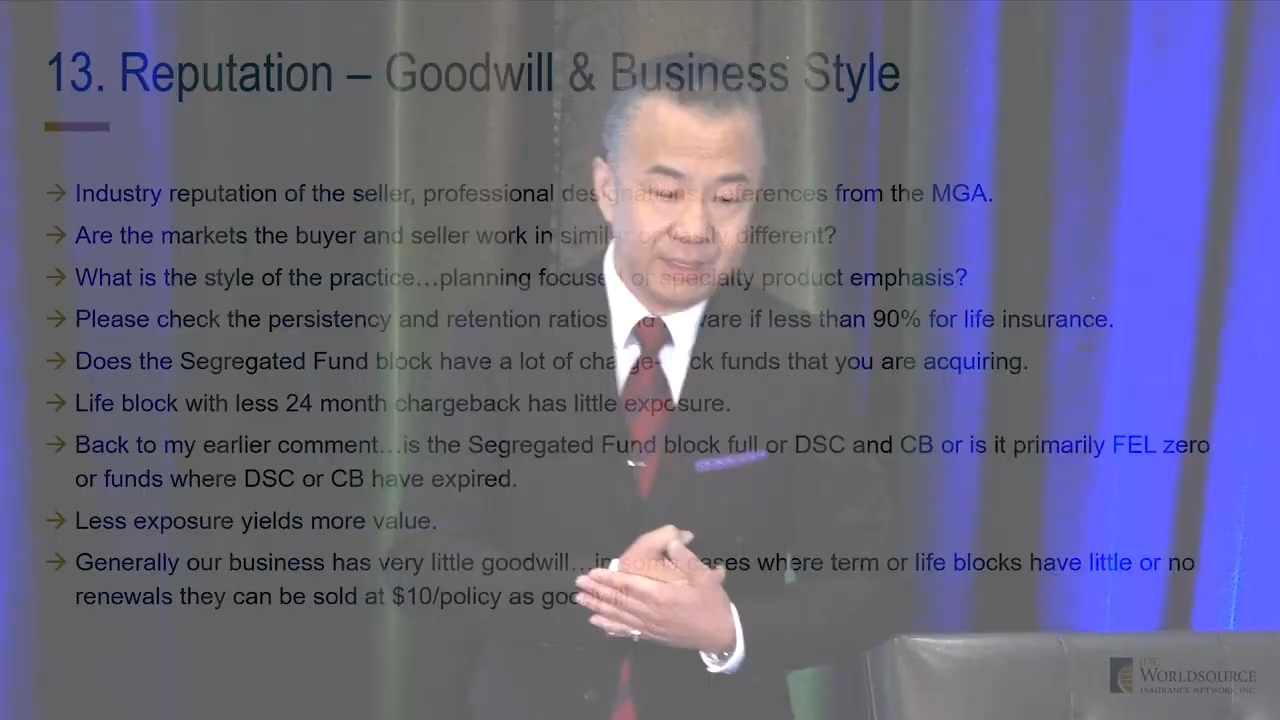 13. Reputation – Goodwill & Business Style
→ Industry reputation of the seller, professional designations, references from the MGA.
→ Are the markets the buyer and seller work in similar or vastly different?
→ What is the style of the practice…planning focused or specialty product emphasis?
→ Please check the persistency and retention ratios and beware if less than 90% for life insurance.
→ Does the Segregated Fund block have a lot of charge-back funds that you are acquiring.
→ Life block with less 24 month chargeback has little exposure.
→ Back to my earlier comment…is the Segregated Fund block full or DSC and CB or is it primarily FEL zero
or funds where DSC or CB have expired.
→ Less exposure yields more value.
→ Generally our business has very little goodwill…in some cases where term or life blocks have little or no
renewals they can be sold at $10/policy as goodwill
IDC
WORLDSOURCE
INSURANCE NETWORK INC.